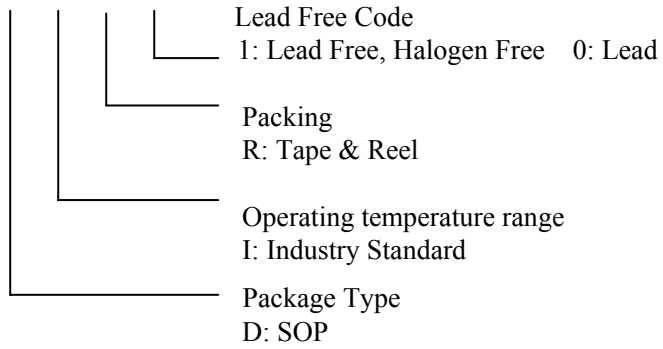 Lead Free Code
1: Lead Free, Halogen Free 0: Lead
Packing
R: Tape & Reel
Operating temperature range
I: Industry Standard
Package Type
D: SOP